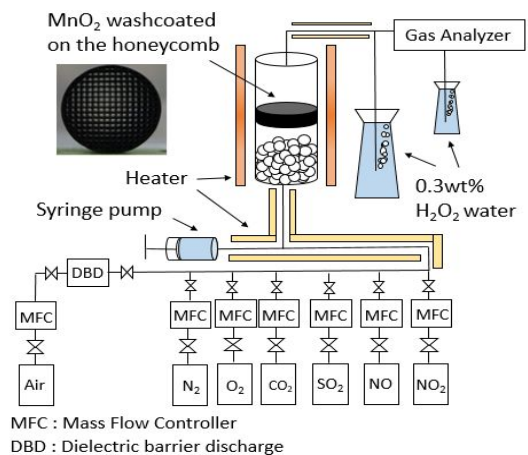 MnO₂ washcoated
on the honeycomb
Gas Analyzer
Heater
Syringe pump
0.3wt%
H₂O₂ water
DBD
MFC
MFC
MFC
MFC
MFC
MFC
MFC
Air
N₂
O₂
CO₂
SO₂
NO
NO₂
MFC : Mass Flow Controller
DBD : Dielectric barrier discharge